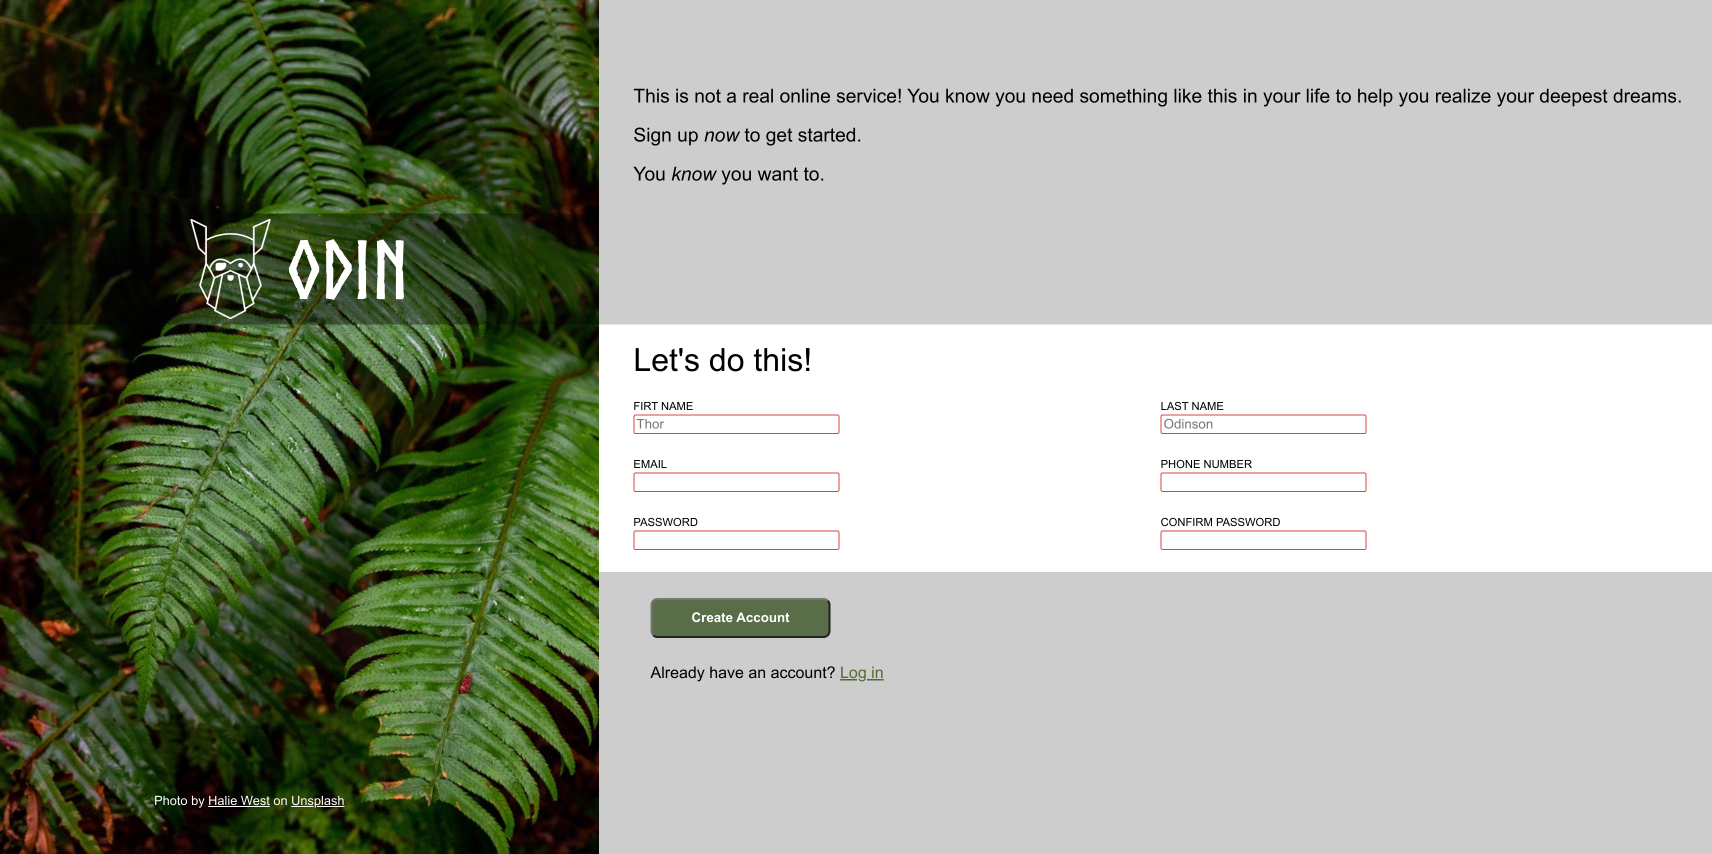 ODIN
Photo by Halie West on Unsplash
This is not a real online service! You know you need something like this in your life to help you realize your deepest dreams.
Sign up now to get started.
You know you want to.
Let's do this!
FIRT NAME
Thor
LAST NAME
Odinson
EMAIL
PHONE NUMBER
PASSWORD
CONFIRM PASSWORD
Create Account
Already have an account? Log in